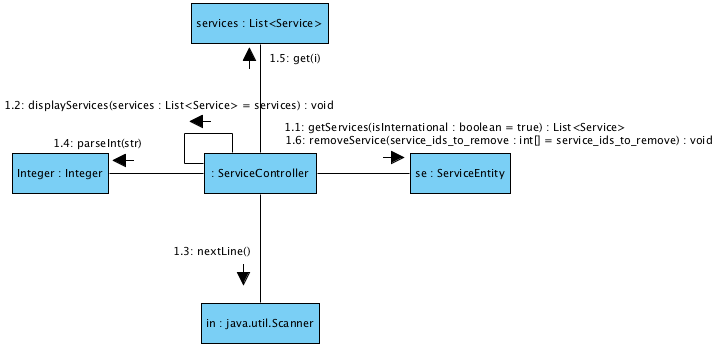 services : List<Service>
1.5: get(i)
1.2: displayServices(services : List<Service> = services) : void
1.1: getServices(isInternational : boolean = true) : List<Service>
1.6: removeService(service_ids_to_remove : int[] = service_ids_to_remove) : void
1.4: parseInt(str)
Integer : Integer
: ServiceController
se : ServiceEntity
1.3: nextLine()
in : java.util.Scanner